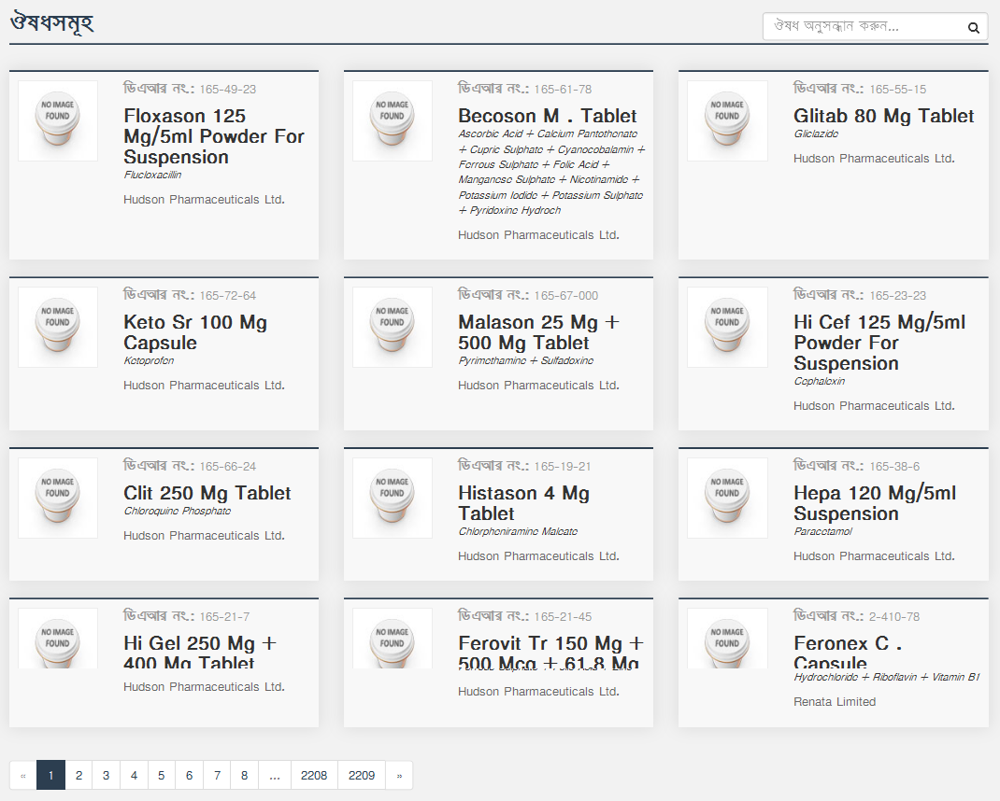 ঔষধসমূহ
ঔষধ অনুসন্ধান করুন...
NO IMAGE
FOUND
ডিএআর নং.: 165-49-23
Floxason 125
Mg/5ml Powder For
Suspension
Flucloxacillin
Hudson Pharmaceuticals Ltd.
NO IMAGE
FOUND
ডিএআর নং.: 165-61-78
Becoson M . Tablet
Ascorbic Acid + Calcium Pantothenate
+ Cupric Sulphate + Cyanocobalamin +
Ferrous Sulphate + Folic Acid +
Manganese Sulphate + Nicotinamide +
Potassium Iodide + Potassium Sulphate
+ Pyridoxine Hydroch
Hudson Pharmaceuticals Ltd.
NO IMAGE
FOUND
ডিএআর নং.: 165-55-15
Glitab 80 Mg Tablet
Gliclazide
Hudson Pharmaceuticals Ltd.
NO IMAGE
FOUND
ডিএআর নং.: 165-72-64
Keto Sr 100 Mg
Capsule
Ketoprofen
Hudson Pharmaceuticals Ltd.
NO IMAGE
FOUND
ডিএআর নং.: 165-67-000
Malason 25 Mg +
500 Mg Tablet
Pyrimethamine + Sulfadoxine
Hudson Pharmaceuticals Ltd.
NO IMAGE
FOUND
ডিএআর নং.: 165-23-23
Hi Cef 125 Mg/5ml
Powder For
Suspension
Cephalexin
Hudson Pharmaceuticals Ltd.
NO IMAGE
FOUND
ডিএআর নং.: 165-66-24
Clit 250 Mg Tablet
Chloroquine Phosphate
Hudson Pharmaceuticals Ltd.
NO IMAGE
FOUND
ডিএআর নং.: 165-19-21
Histason 4 Mg
Tablet
Chlorpheniramine Maleate
Hudson Pharmaceuticals Ltd.
NO IMAGE
FOUND
ডিএআর নং.: 165-38-6
Hepa 120 Mg/5ml
Suspension
Paracetamol
Hudson Pharmaceuticals Ltd.
NO IMAGE
FOUND
ডিএআর নং.: 165-21-7
Hi Gel 250 Mg +
400 Mg Tablet
Hudson Pharmaceuticals Ltd.
NO IMAGE
FOUND
ডিএআর নং.: 165-21-45
Ferovit Tr 150 Mg +
500 Mcg + 61.8 Mg
Hudson Pharmaceuticals Ltd.
NO IMAGE
FOUND
ডিএআর নং.: 2-410-78
Feronex C .
Capsule
Hydrochloride + Riboflavin + Vitamin B1
Renata Limited
« 1 2 3 4 5 6 7 8 ... 2208 2209 »